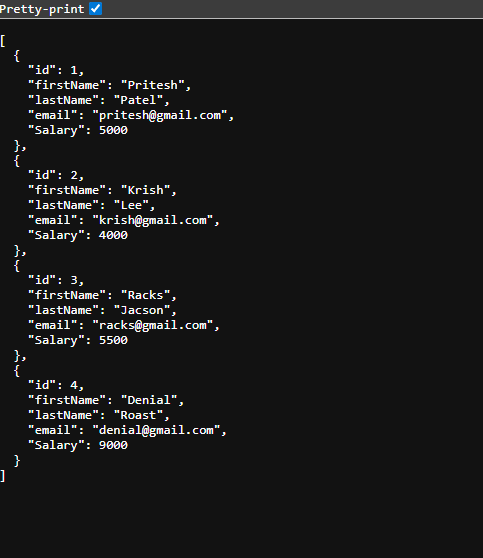 Pretty-print
[
  {
    "id": 1,
    "firstName": "Pritesh",
    "lastName": "Patel",
    "email": "pritesh@gmail.com",
    "Salary": 5000
  },
  {
    "id": 2,
    "firstName": "Krish",
    "lastName": "Lee",
    "email": "krish@gmail.com",
    "Salary": 4000
  },
  {
    "id": 3,
    "firstName": "Racks",
    "lastName": "Jacson",
    "email": "racks@gmail.com",
    "Salary": 5500
  },
  {
    "id": 4,
    "firstName": "Denial",
    "lastName": "Roast",
    "email": "denial@gmail.com",
    "Salary": 9000
  }
]